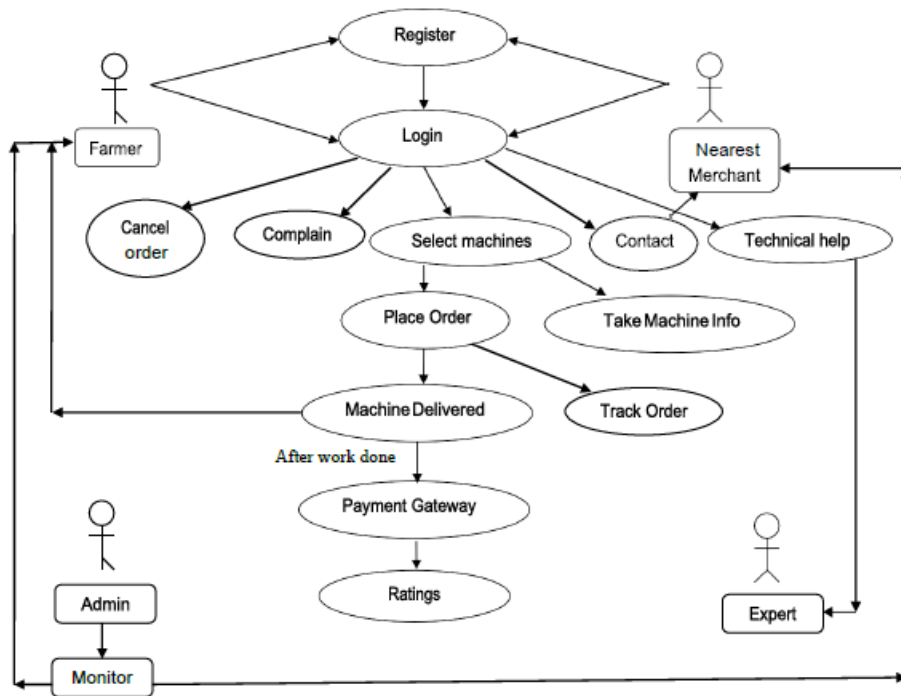 Register
Farmer
Login
Nearest
Merchant
Cancel
order
Complain
Select machines
Contact
Technical help
Place Order
Take Machine Info
Machine Delivered
Track Order
After work done
Payment Gateway
Admin
Ratings
Expert
Monitor